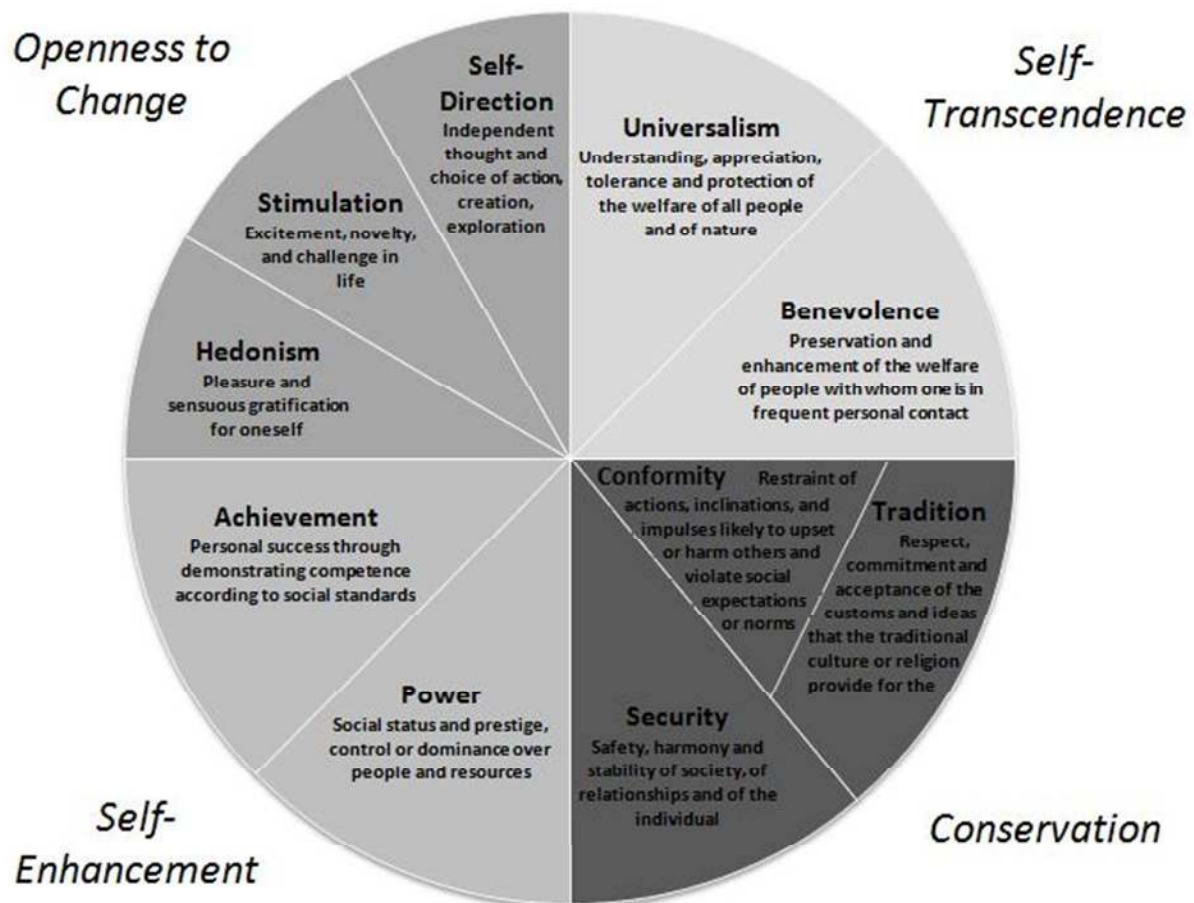 Openness to
Change
Self-
Transcendence
Self-
Direction
Independent
thought and
choice of action,
creation,
exploration
Universalism
Understanding, appreciation,
tolerance and protection of
the welfare of all people
and of nature
Stimulation
Excitement, novelty,
and challenge in
life
Benevolence
Preservation and
enhancement of the welfare
of people with whom one is in
frequent personal contact
Hedonism
Pleasure and
sensuous gratification
for oneself
Conformity Restraint of
actions, inclinations, and
impulses likely to upset
or harm others and
violate social
expectations
or norms
Tradition
Respect,
commitment and
acceptance of the
customs and ideas
that the traditional
culture or religion
provide for the
Achievement
Personal success through
demonstrating competence
according to social standards
Power
Social status and prestige,
control or dominance over
people and resources
Security
Safety, harmony and
stability of society, of
relationships and of the
individual
Self-
Enhancement
Conservation